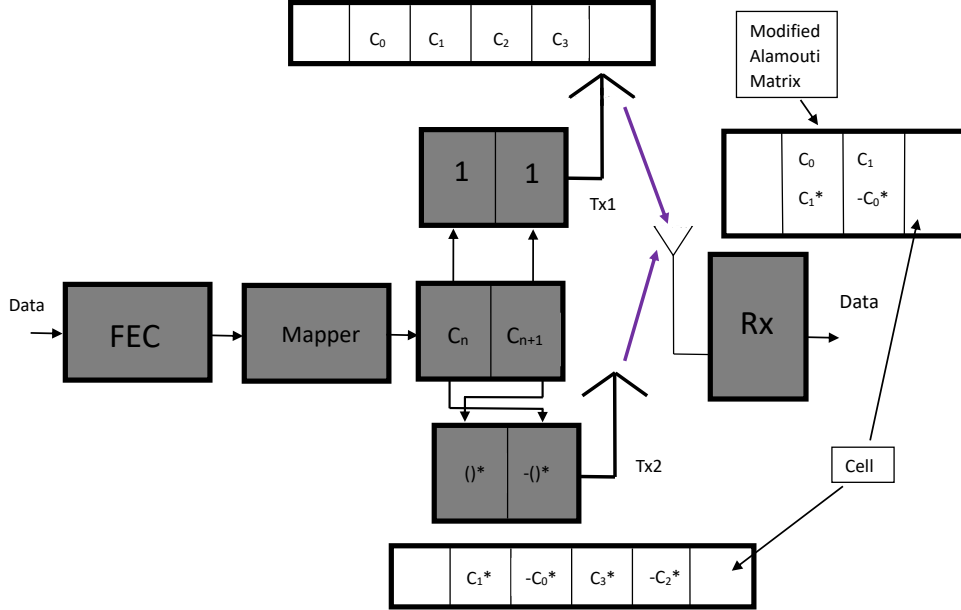 C₀ C₁ C₂ C₃
Modified
Alamouti
Matrix
1 1
Tx1
C₀ C₁
C₁* -C₀*
Data
FEC
Mapper
Cₙ Cₙ₊₁
Rx
Data
()* -()*
Tx2
Cell
C₁* -C₀* C₃* -C₂*